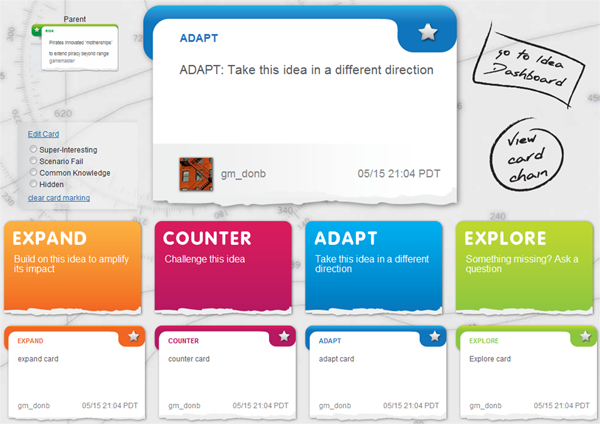 Parent
RISK
Pirates innovated 'motherships'
to extend piracy beyond range
gamemaster
ADAPT
ADAPT: Take this idea in a different direction
gm_donb
05/15 21:04 PDT
go to Idea
Dashboard
View
card
chain
Edit Card
Super-Interesting
Scenario Fail
Common Knowledge
Hidden
clear card marking
620
340
240
EXPAND
Build on this idea to amplify
its impact
COUNTER
Challenge this idea
ADAPT
Take this idea in a different
direction
EXPLORE
Something missing? Ask a
question
EXPAND
expand card
gm_donb
05/15 21:04 PDT
COUNTER
counter card
gm_donb
05/15 21:04 PDT
ADAPT
adapt card
gm_donb
05/15 21:04 PDT
EXPLORE
Explore card
gm_donb
05/15 21:04 PDT